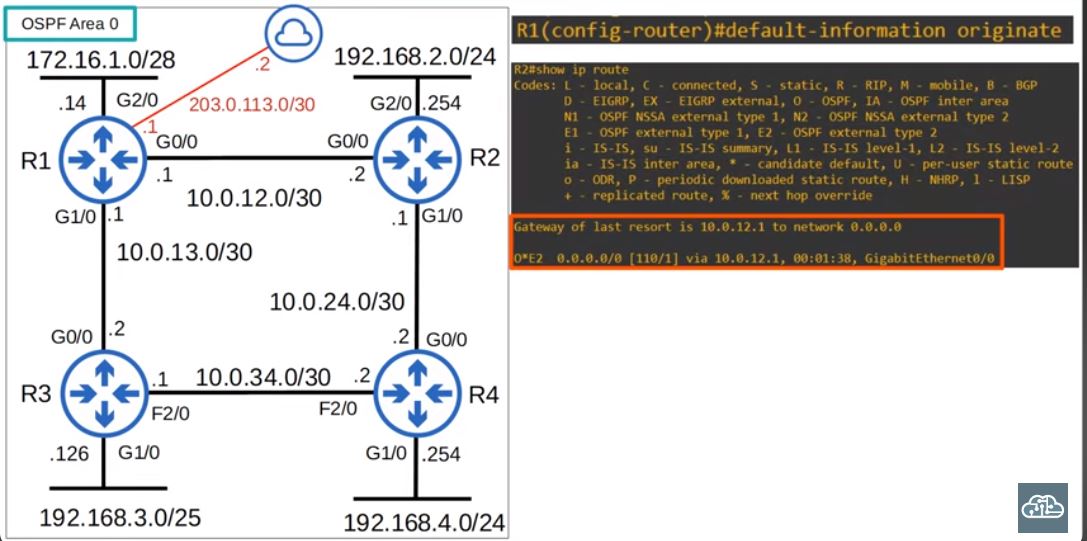 OSPF Area 0
172.16.1.0/28
192.168.2.0/24
.2
.14
G2/0
203.0.113.0/30
G2/0
.254
.1
R1
G0/0
G0/0
R2
.1
.2
10.0.12.0/30
G1/0
.1
.1
G1/0
10.0.13.0/30
10.0.24.0/30
G0/0
.2
.2
G0/0
R3
.1
10.0.34.0/30
.2
R4
F2/0
F2/0
.126
G1/0
G1/0
.254
192.168.3.0/25
192.168.4.0/24
R1(config-router)#default-information originate
R2#show ip route
Codes: L - local, C - connected, S - static, R - RIP, M - mobile, B - BGP
D - EIGRP, EX - EIGRP external, O - OSPF, IA - OSPF inter area
N1 - OSPF NSSA external type 1, N2 - OSPF NSSA external type 2
E1 - OSPF external type 1, E2 - OSPF external type 2
i - IS-IS, su - IS-IS summary, L1 - IS-IS level-1, L2 - IS-IS level-2
ia - IS-IS inter area, * - candidate default, U - per-user static route
o - ODR, P - periodic downloaded static route, H - NHRP, l - LISP
+ - replicated route, % - next hop override
Gateway of last resort is 10.0.12.1 to network 0.0.0.0
O*E2 0.0.0.0/0 [110/1] via 10.0.12.1, 00:01:38, GigabitEthernet0/0